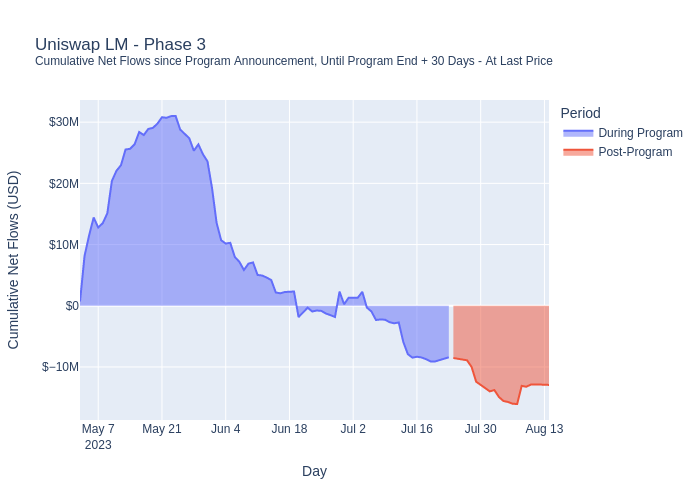 Uniswap LM - Phase 3
Cumulative Net Flows since Program Announcement, Until Program End + 30 Days - At Last Price
Period
During Program
Post-Program
Cumulative Net Flows (USD)
$30M
$20M
$10M
$0
$−10M
May 7
2023
May 21
Jun 4
Jun 18
Jul 2
Jul 16
Jul 30
Aug 13
Day